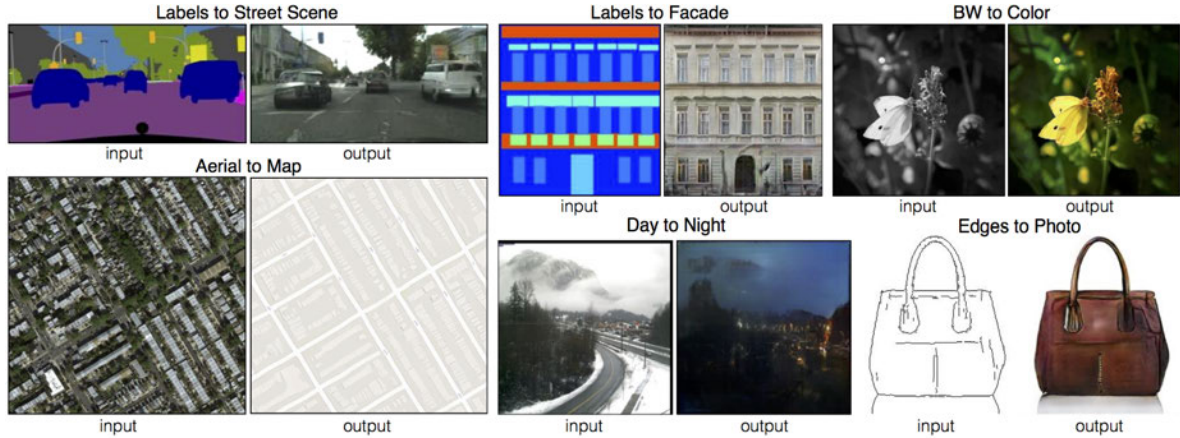 Labels to Street Scene
input
output
Aerial to Map
input
output
Labels to Facade
input
output
BW to Color
input
output
Day to Night
input
output
Edges to Photo
input
output